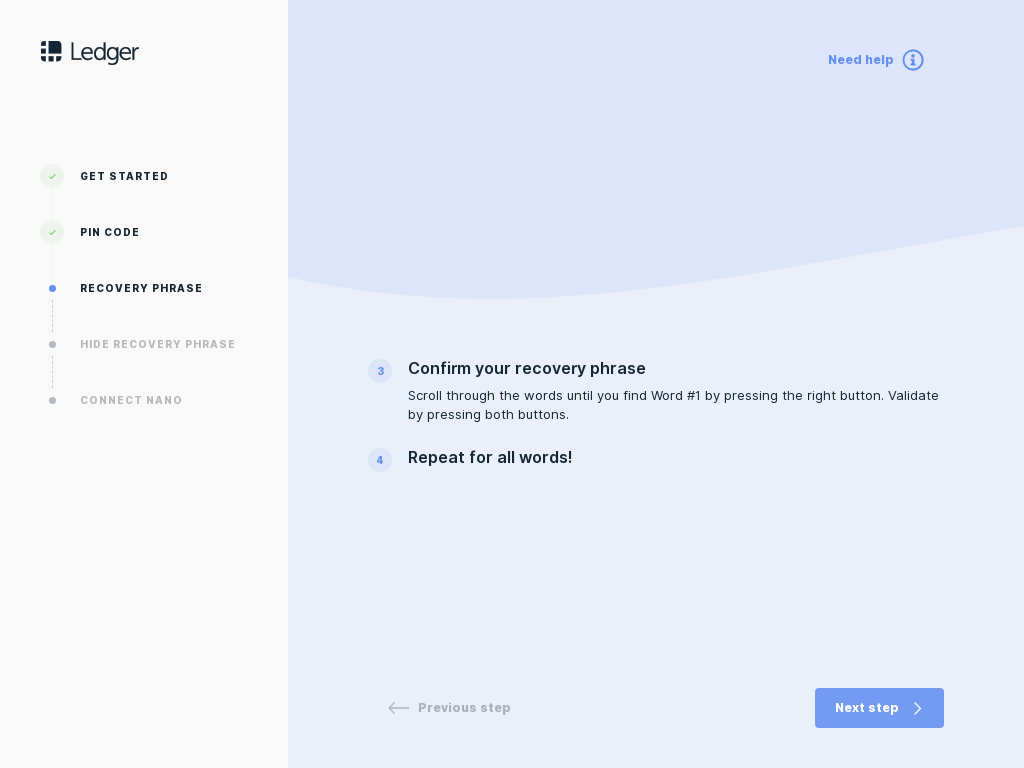 Ledger
Need help
GET STARTED
PIN CODE
RECOVERY PHRASE
HIDE RECOVERY PHRASE
CONNECT NANO
3
Confirm your recovery phrase
Scroll through the words until you find Word #1 by pressing the right button. Validate
by pressing both buttons.
4
Repeat for all words!
Previous step
Next step